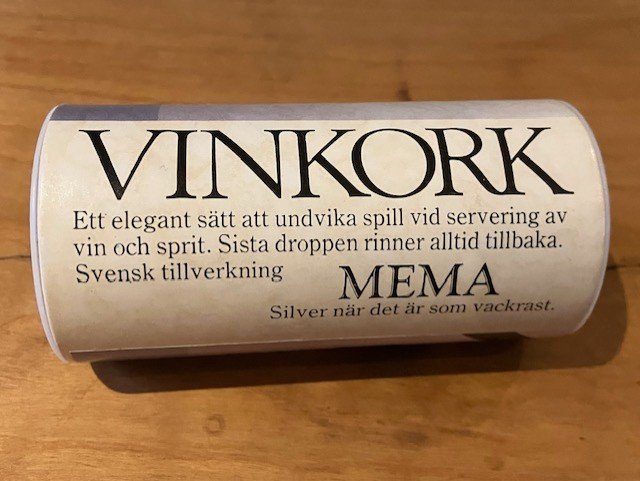 VINKORK
Ett elegant sätt att undvika spill vid servering av
vin och sprit. Sista droppen rinner alltid tillbaka.
Svensk tillverkning
MEMA
Silver när det är som vackrast.